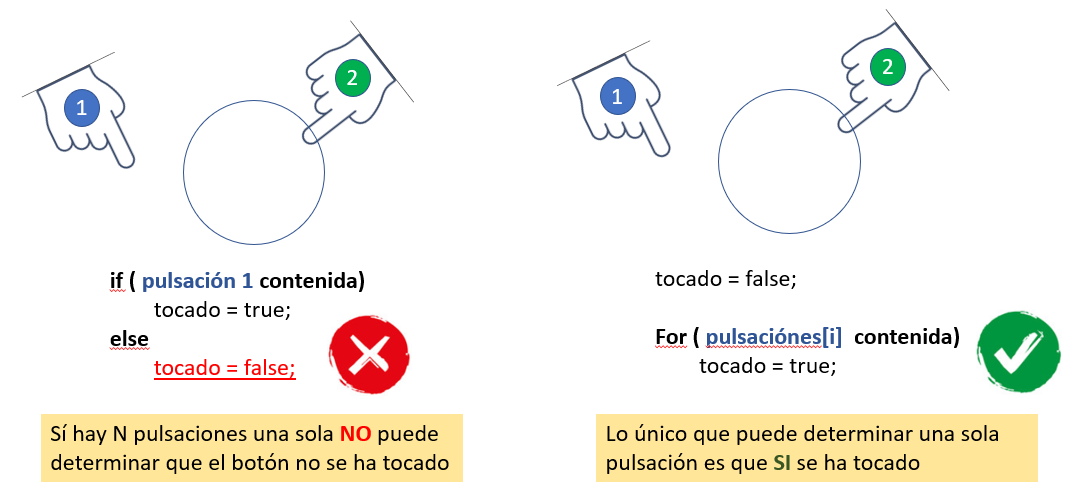 1
2
if ( pulsación 1 contenida)
tocado = true;
else
tocado = false;
Sí hay N pulsaciones una sola NO puede
determinar que el botón no se ha tocado
1
2
tocado = false;
For ( pulsaciónes[i] contenida)
tocado = true;
Lo único que puede determinar una sola
pulsación es que SI se ha tocado